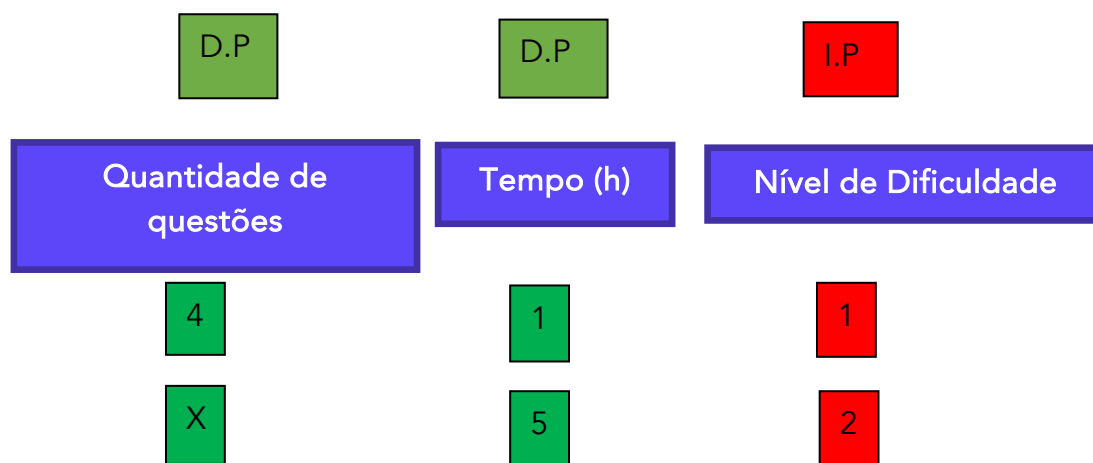 D.P D.P I.P
Quantidade de
questões
Tempo (h)
Nível de Dificuldade
4 1 1
X 5 2